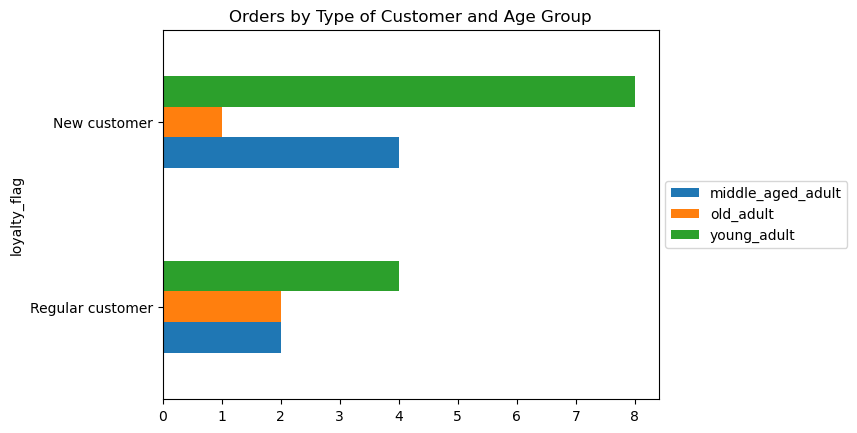 Orders by Type of Customer and Age Group
New customer
Regular customer
loyalty_flag
0 1 2 3 4 5 6 7 8
middle_aged_adult
old_adult
young_adult